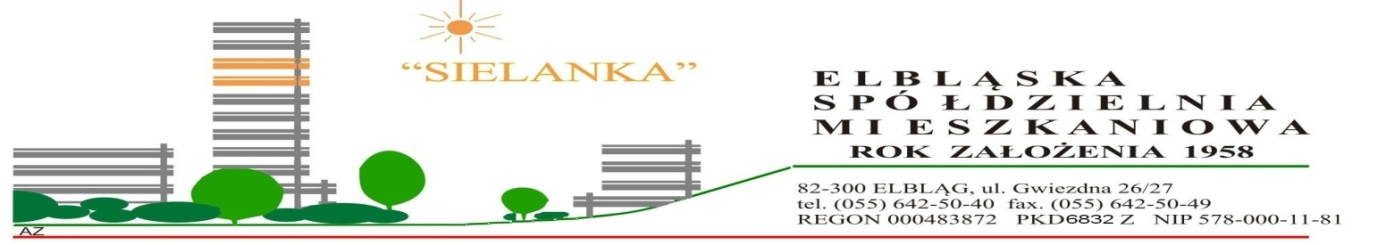 “SIELANKA”
ELBLĄSKA
SPÓŁDZIELNIA
MIESZKANIOWA
ROK ZAŁOŻENIA 1958
82-300 ELBLĄG, ul. Gwiezdna 26/27
tel. (055) 642-50-40 fax. (055) 642-50-49
REGON 000483872 PKD6832 Z NIP 578-000-11-81
AZ